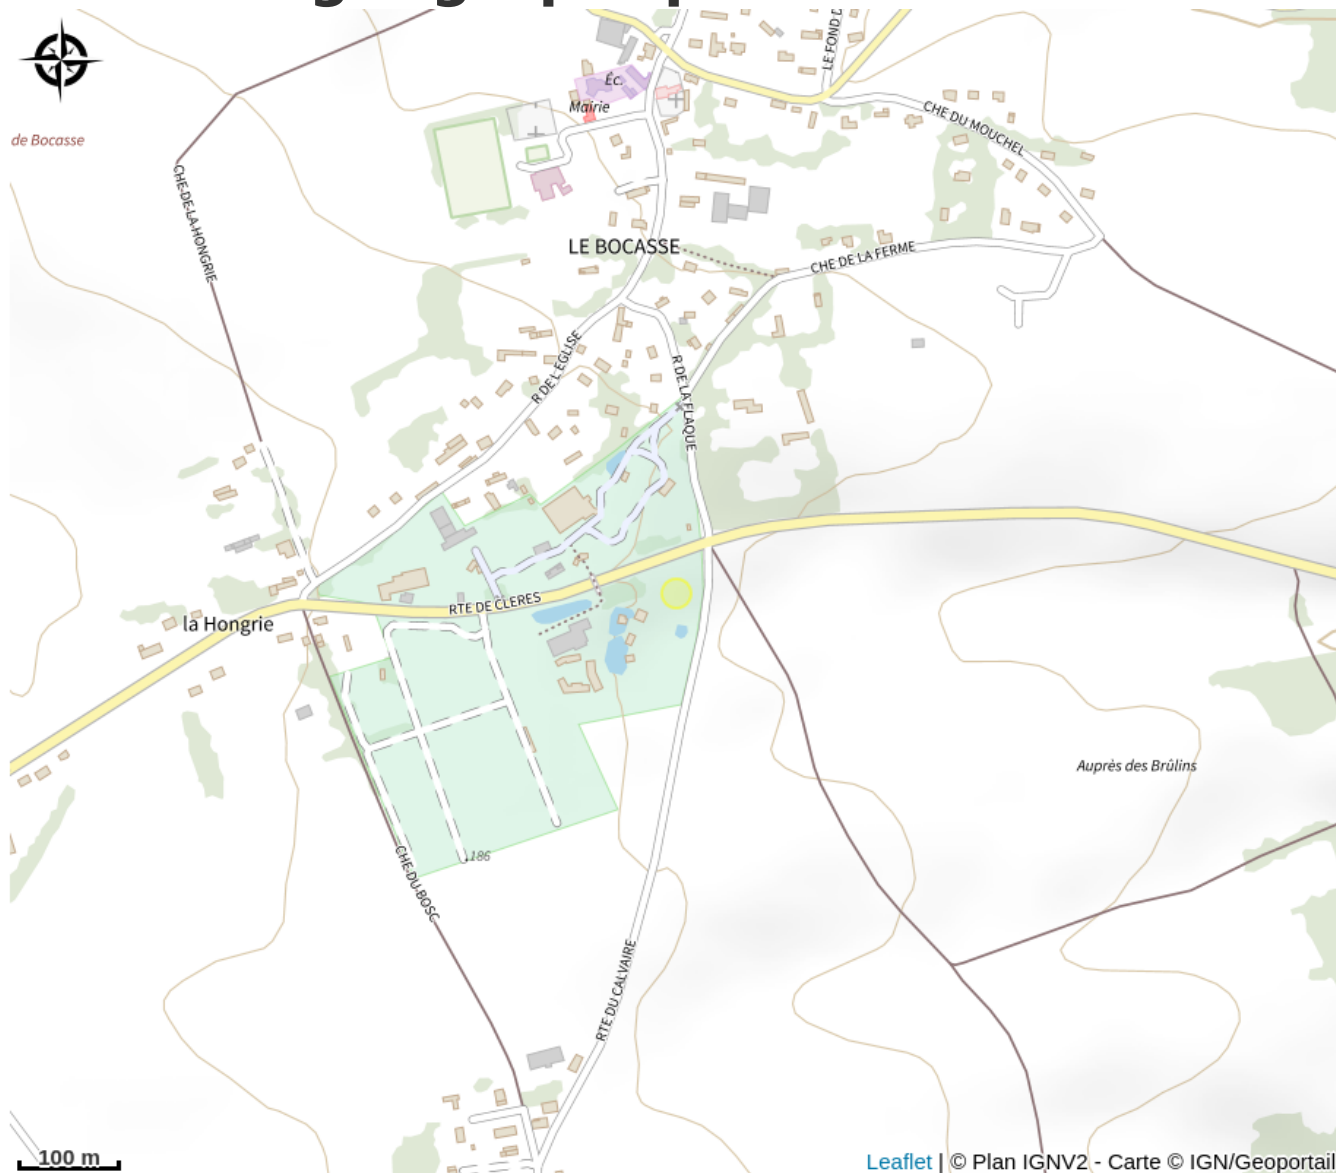 LE FOND D
Éc.
Mairie
CHE DU MOUCHEL
de Bocasse
CHE-DE-LA-HONGRIE
LE BOCASSE
CHE DE LA FERME
R DE L'EGLISE
R DE LA FLAQUE
RTE DE CLERES
la Hongrie
Auprès des Brûlins
186
CHE-DU-BOSC
RTE DU CALVAIRE
100 m
Leaflet | © Plan IGNV2 - Carte © IGN/Geoportail